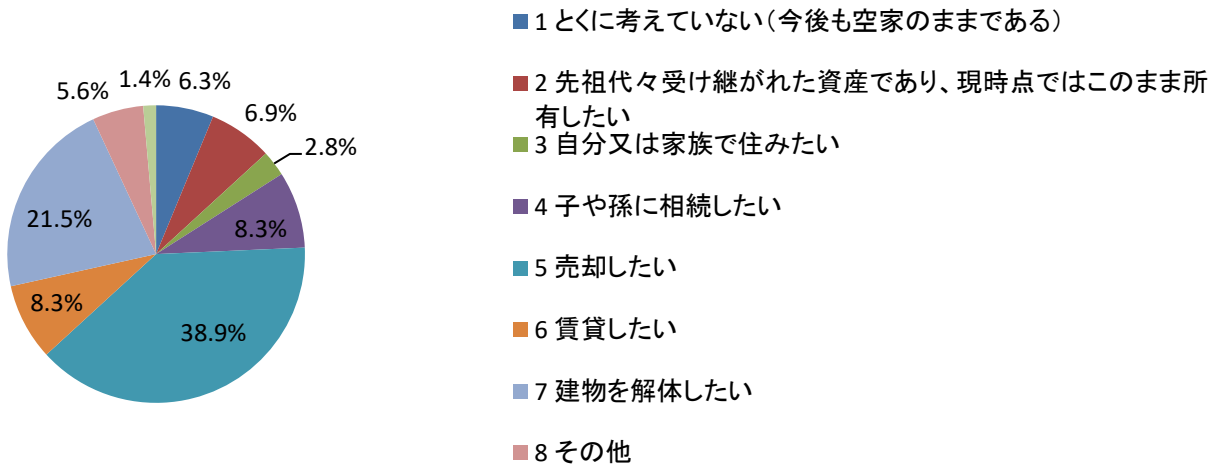 1 とくに考えていない（今後も空家のままである）
2 先祖代々受け継がれた資産であり、現時点ではこのまま所
有したい
3 自分又は家族で住みたい
4 子や孫に相続したい
5 売却したい
6 賃貸したい
7 建物を解体したい
8 その他
6.3%
6.9%
2.8%
8.3%
38.9%
8.3%
21.5%
5.6%
1.4%